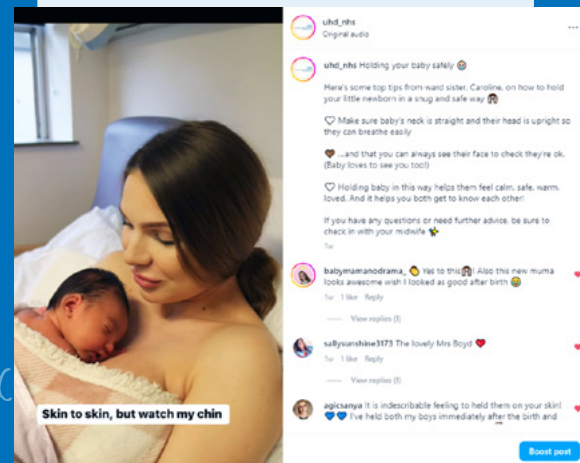 Skin to skin, but watch my chin
uhd_nhs
Original audio
uhd_nhs Holding your baby safely
Here's some top tips from ward sister, Caroline, on how to hold
your little newborn in a snug and safe way
Make sure baby's neck is straight and their head is upright so
they can breathe easily
...and that you can always see their face to check they're ok.
(Baby loves to see you too!)
Holding baby in this way helps them feel calm, safe, warm,
loved. And it helps you both get to know each other!
If you have any questions or need further advice, be sure to
check in with your midwife
1w
babymamanodrama_ Yes to this! Also this new muma
looks awesome wish I looked as good after birth
1w 1 like Reply
View replies (1)
sallysunshine3173 The lovely Mrs Boyd
1w 1 like Reply
View replies (1)
agicsanya It is indescribable feeling to held them on your skin!
I've held both my boys immediately after the birth and
Boost post